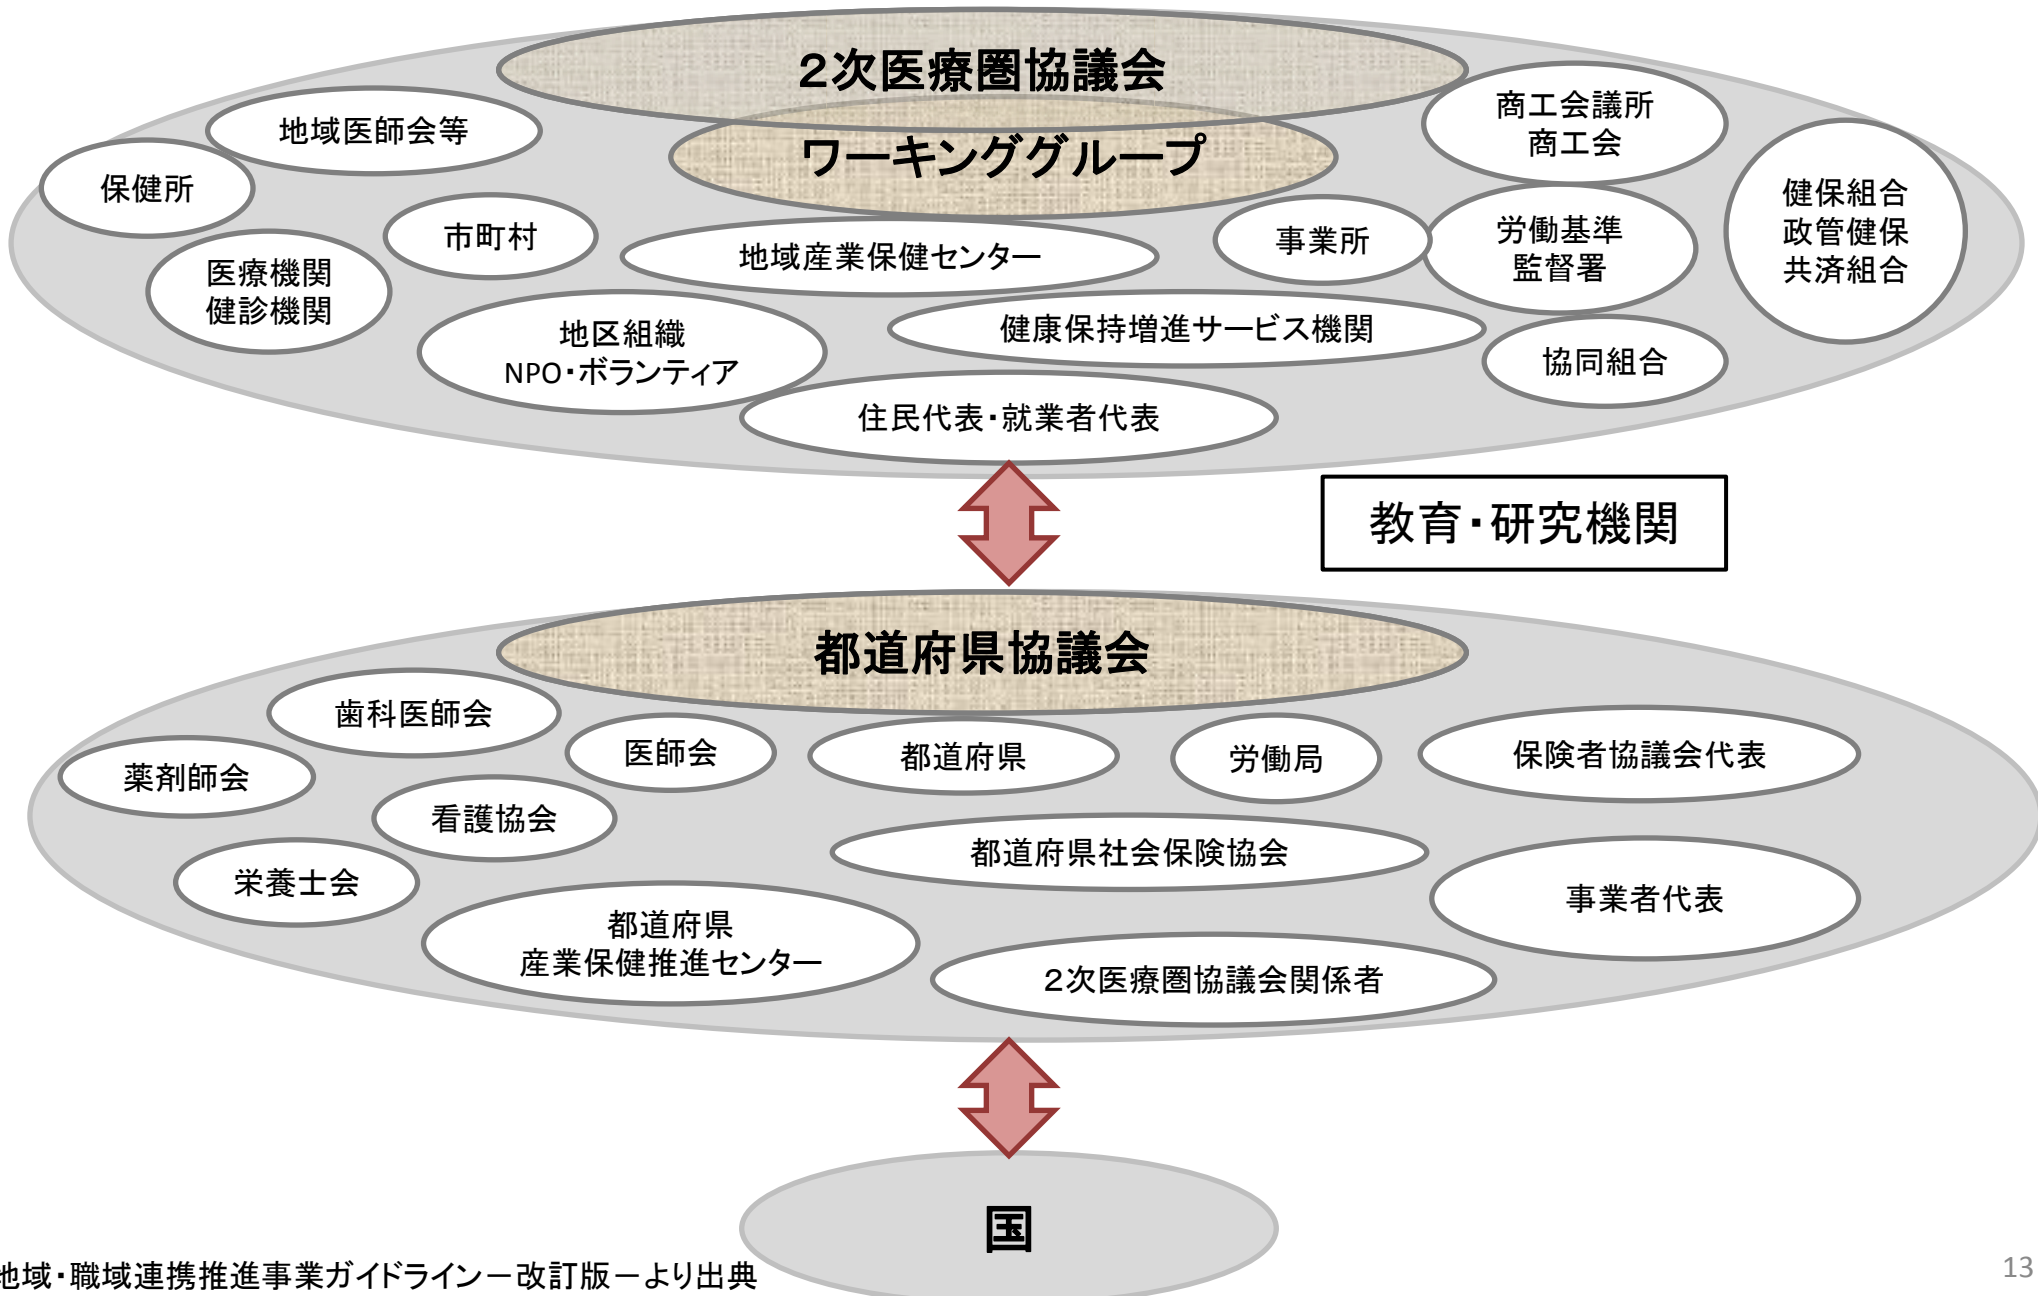 ２次医療圏協議会
ワーキンググループ
地域医師会等
商工会議所
商工会
保健所
健保組合
政管健保
共済組合
市町村
地域産業保健センター
事業所
労働基準
監督署
医療機関
健診機関
地区組織
NPO・ボランティア
健康保持増進サービス機関
協同組合
住民代表・就業者代表
教育・研究機関
都道府県協議会
歯科医師会
薬剤師会
医師会
都道府県
労働局
保険者協議会代表
看護協会
都道府県社会保険協会
栄養士会
事業者代表
都道府県
産業保健推進センター
２次医療圏協議会関係者
国
地域・職域連携推進事業ガイドライン－改訂版－より出典
13